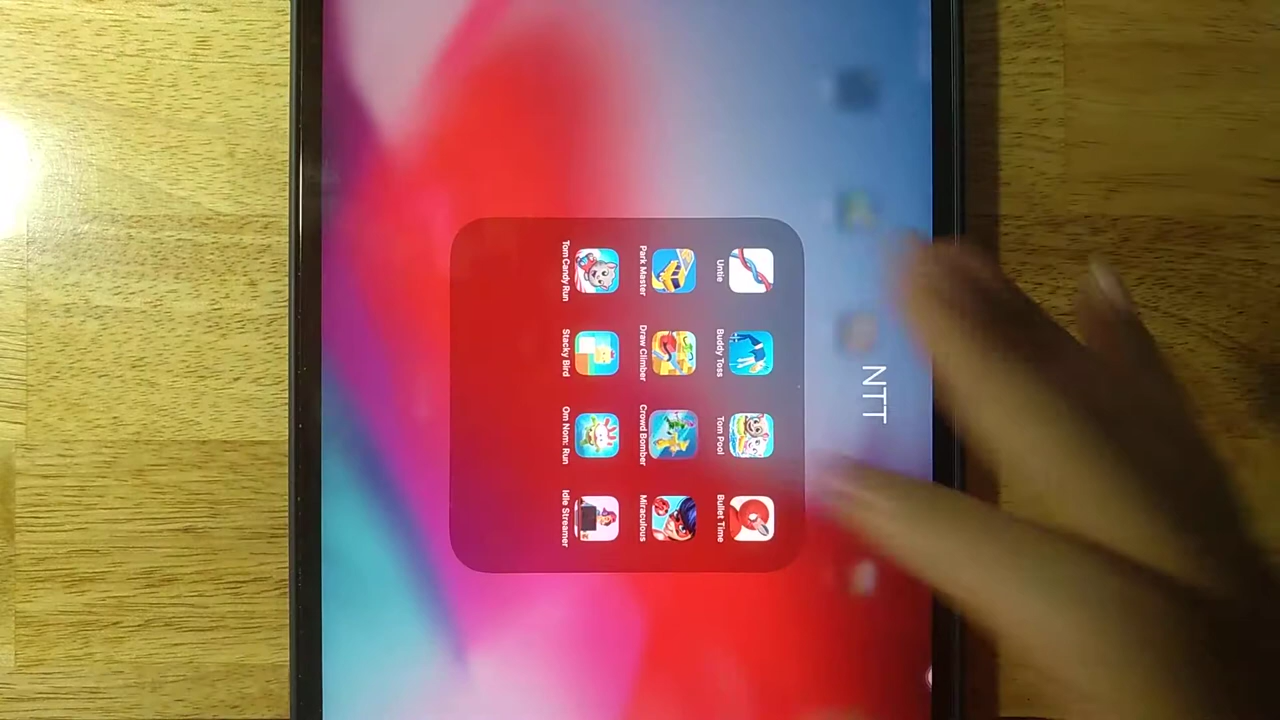 NTT
Untie
Buddy Toss
Tom Pool
Bullet Time
Park Master
Draw Climber
Crowd Bomber
Miraculous
Tom Candy Run
Stacky Bird
Om Nom: Run
Idle Streamer